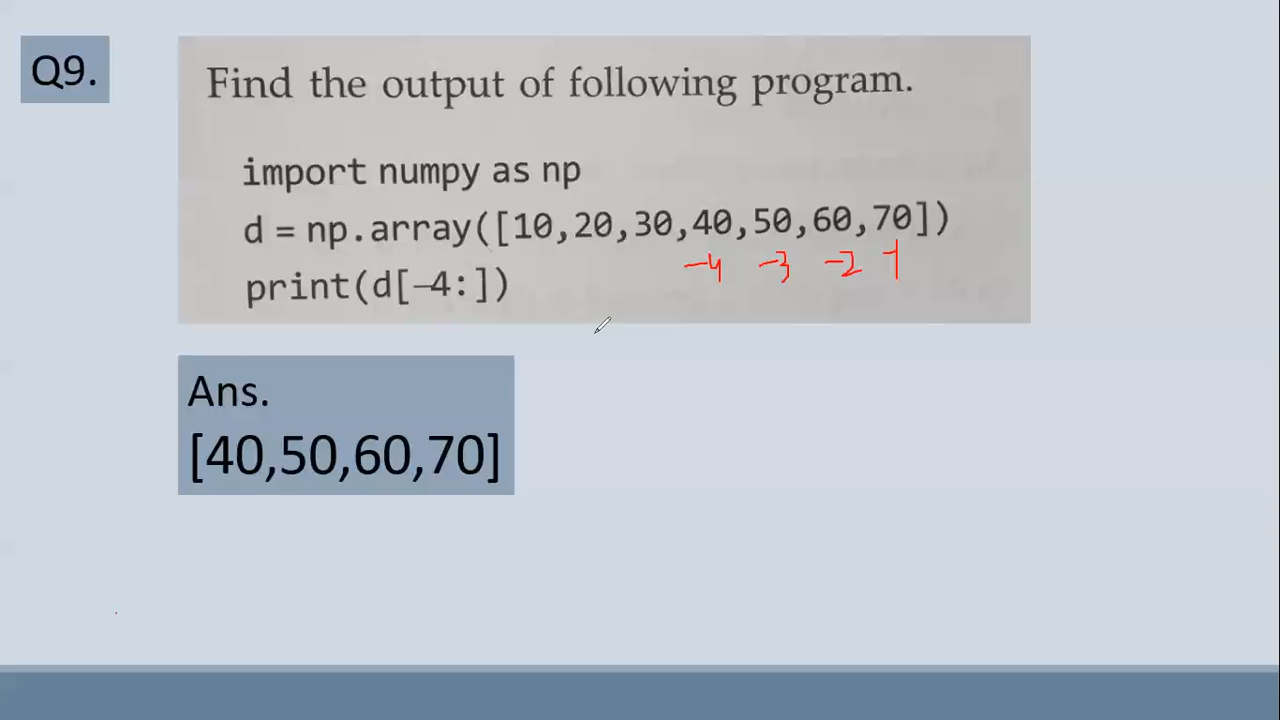 Q9.
Find the output of following program.
import numpy as np
d = np.array([10,20,30,40,50,60,70])
-4 -3 -2 -1
print(d[-4:])
Ans.
[40,50,60,70]